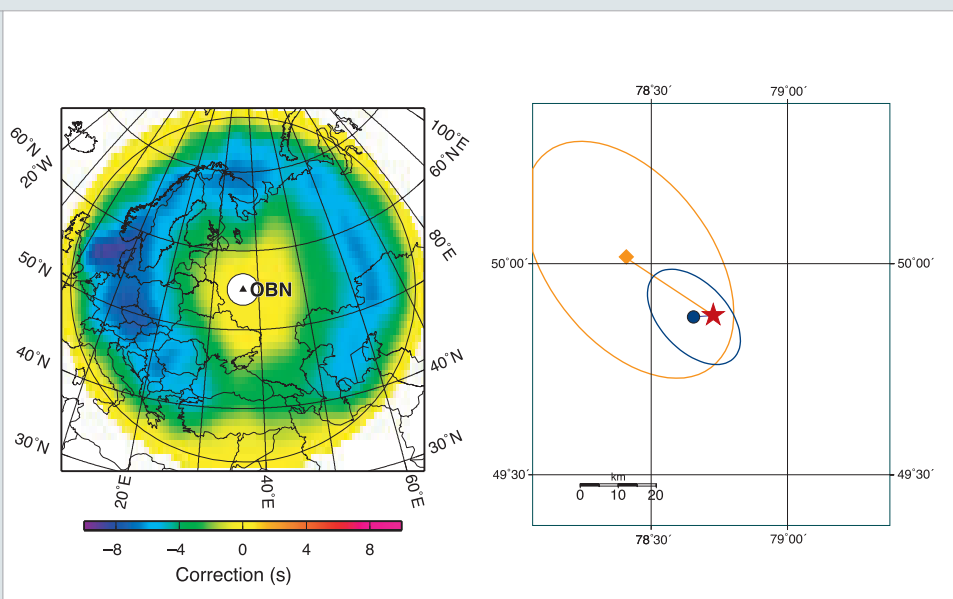 60˚N
20˚W
50˚N
40˚N
30˚N
100˚E
60˚N
80˚E
40˚N
30˚N
OBN
20˚E
40˚E
60˚E
−8 −4 0 4 8
Correction (s)
78˚30′ 79˚00′
50˚00′ 50˚00′
49˚30′ 49˚30′
km
0 10 20
78˚30′ 79˚00′